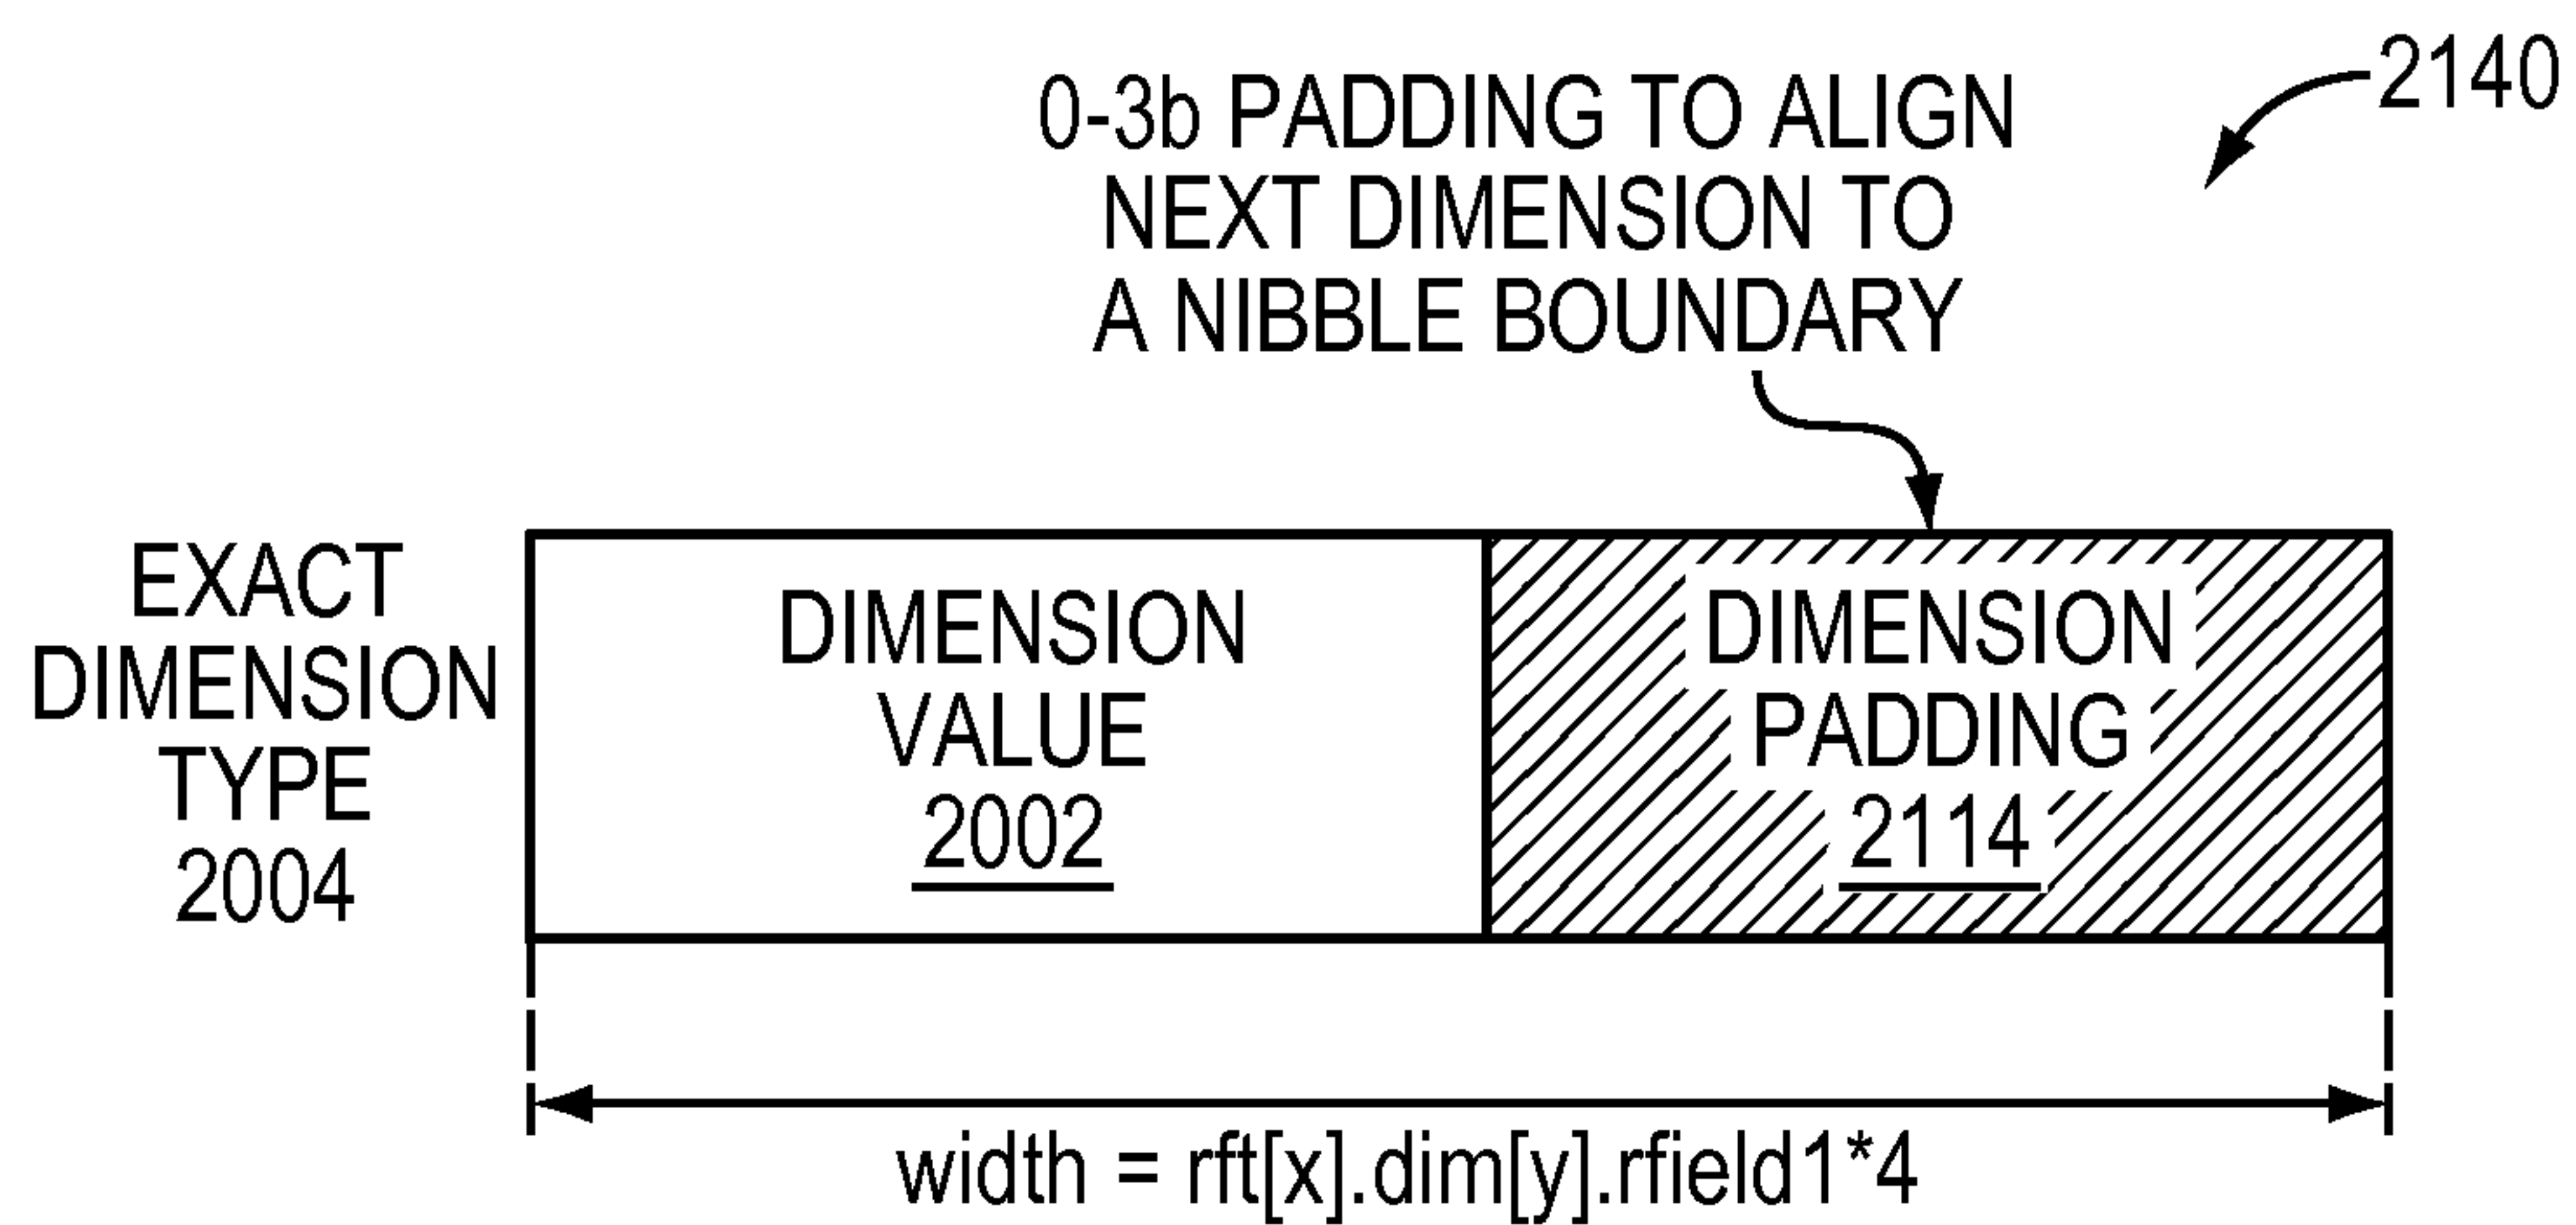 2140
0-3b PADDING TO ALIGN
NEXT DIMENSION TO
A NIBBLE BOUNDARY
EXACT
DIMENSION
TYPE
2004
DIMENSION
VALUE
2002
DIMENSION
PADDING
2114
width = rft[x].dim[y].rfield1*4